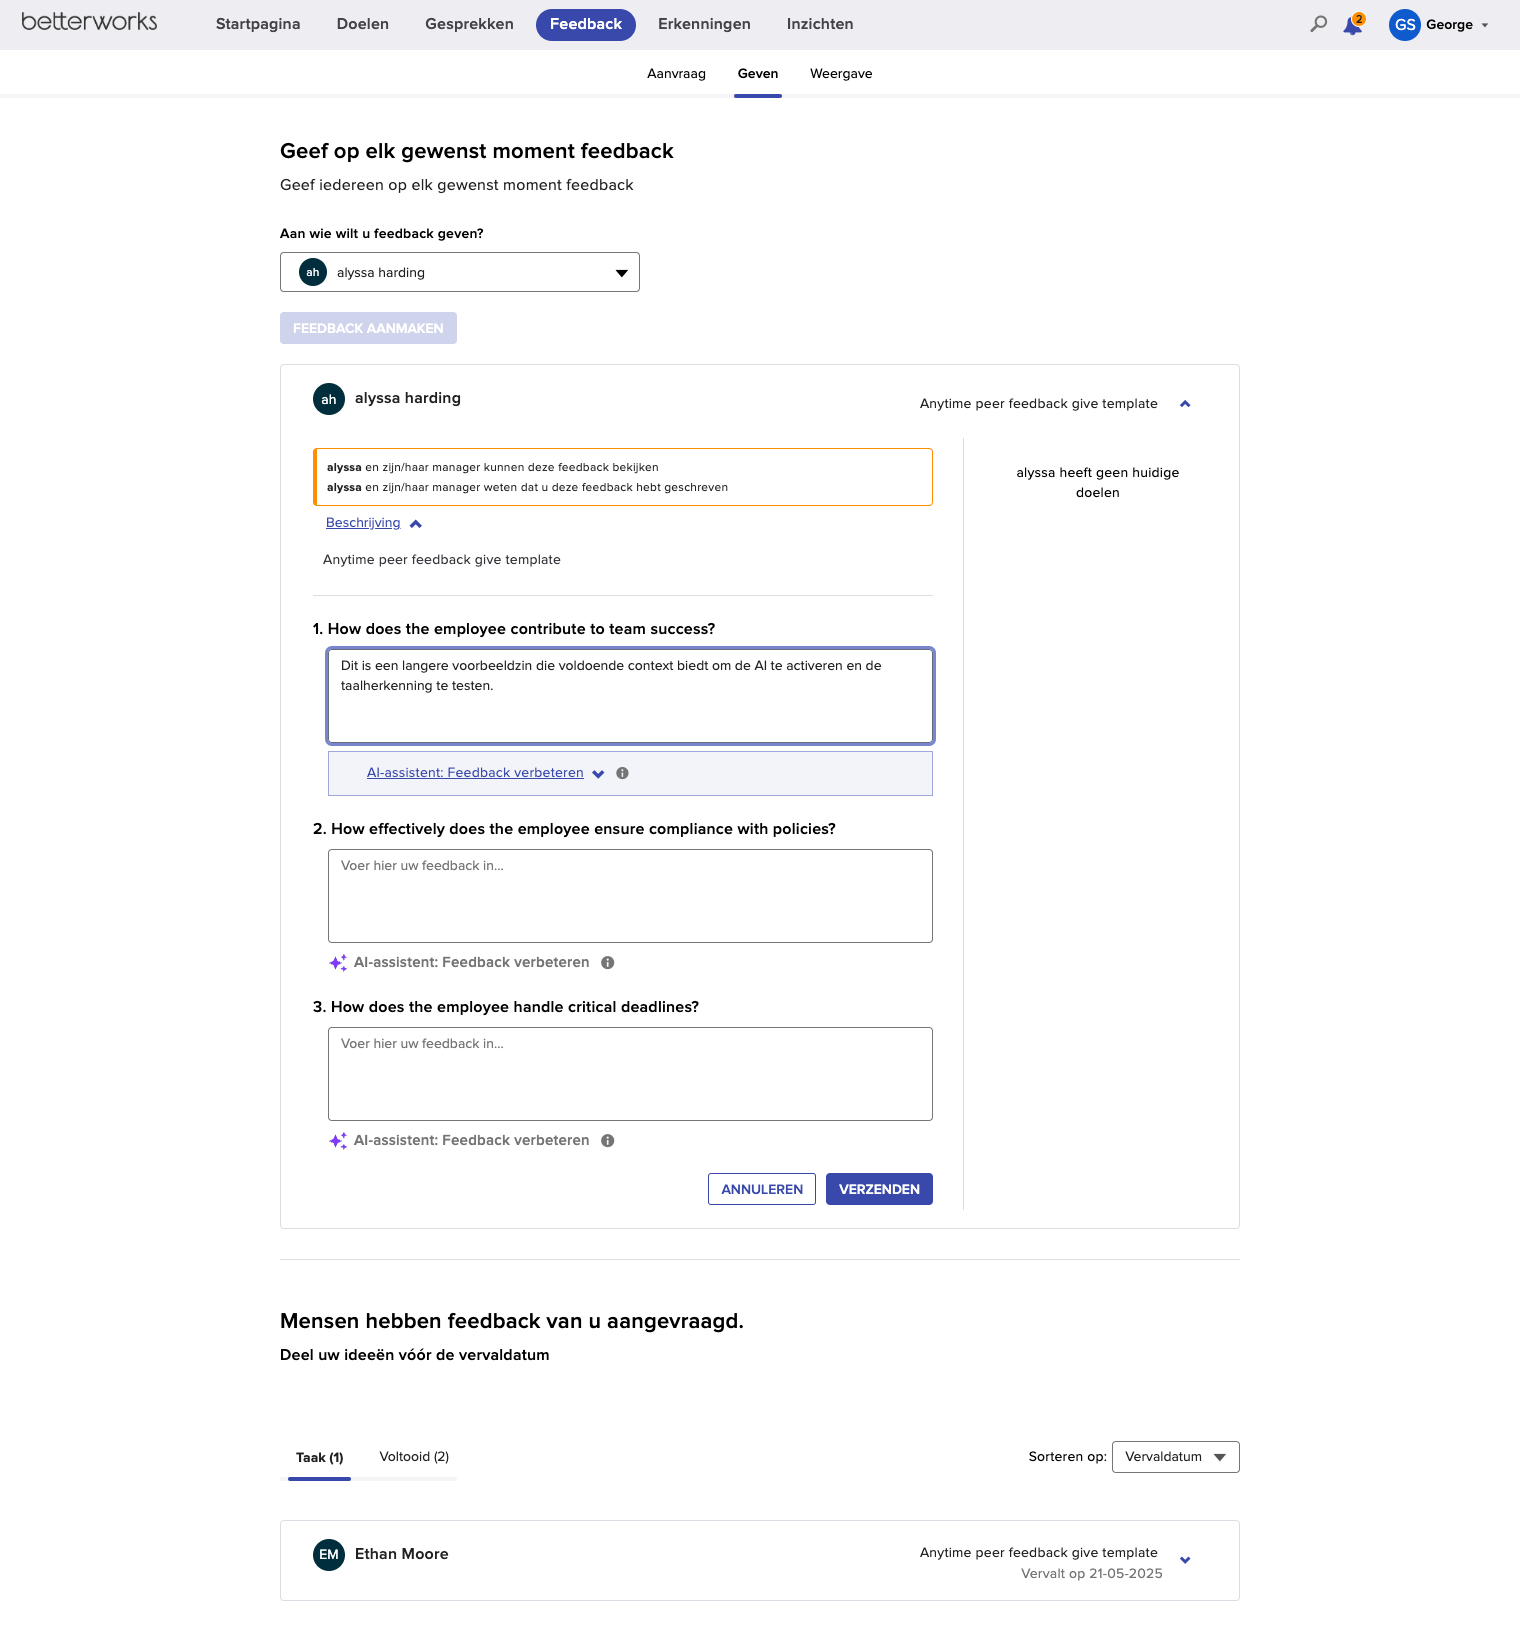 betterworks
Startpagina
Doelen
Gesprekken
Feedback
Erkenningen
Inzichten
2
GS
George
Aanvraag
Geven
Weergave
Geef op elk gewenst moment feedback
Geef iedereen op elk gewenst moment feedback
Aan wie wilt u feedback geven?
ah
alyssa harding
FEEDBACK AANMAKEN
ah
alyssa harding
Anytime peer feedback give template
alyssa en zijn/haar manager kunnen deze feedback bekijken
alyssa en zijn/haar manager weten dat u deze feedback hebt geschreven
alyssa heeft geen huidige
doelen
Beschrijving
Anytime peer feedback give template
1. How does the employee contribute to team success?
Dit is een langere voorbeeldzin die voldoende context biedt om de AI te activeren en de
taalherkenning te testen.
AI-assistent: Feedback verbeteren
2. How effectively does the employee ensure compliance with policies?
Voer hier uw feedback in...
AI-assistent: Feedback verbeteren
3. How does the employee handle critical deadlines?
Voer hier uw feedback in...
AI-assistent: Feedback verbeteren
ANNULEREN
VERZENDEN
Mensen hebben feedback van u aangevraagd.
Deel uw ideeën vóór de vervaldatum
Taak (1)
Voltooid (2)
Sorteren op:
Vervaldatum
EM
Ethan Moore
Anytime peer feedback give template
Vervalt op 21-05-2025